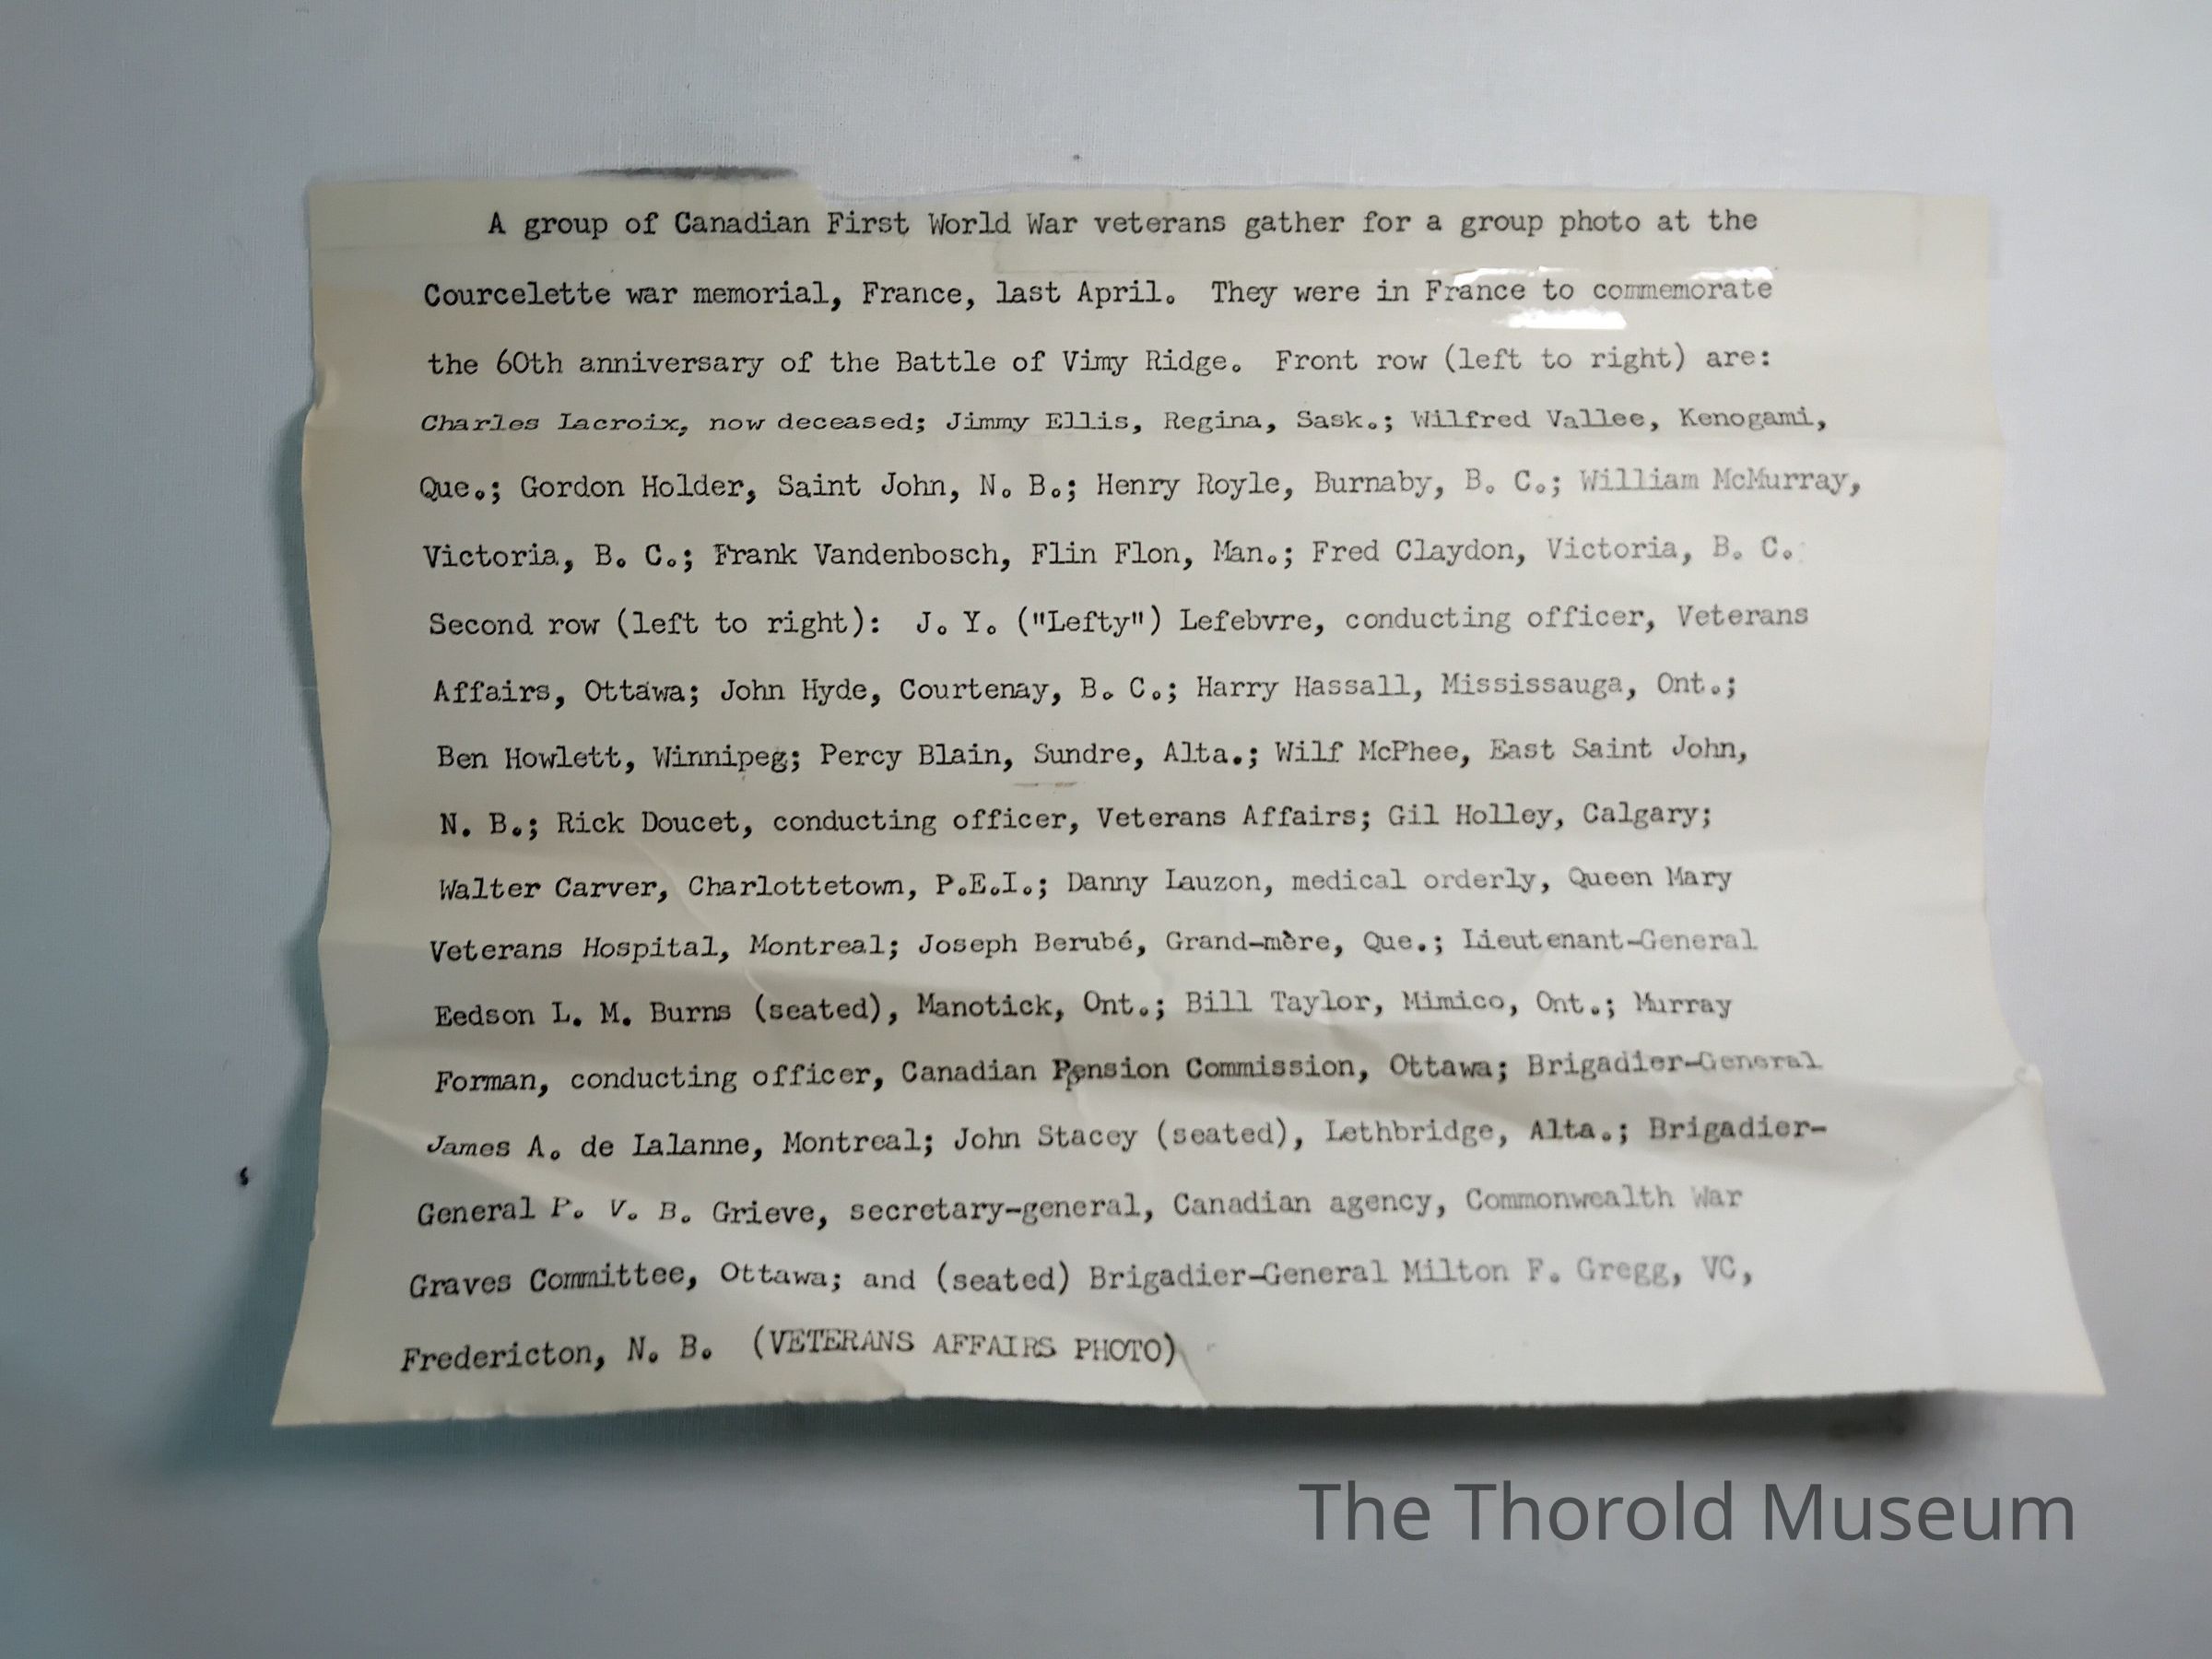 A group of Canadian First World War veterans gather for a group photo at the
Courcelette war memorial, France, last April. They were in France to commemorate
the 60th anniversary of the Battle of Vimy Ridge. Front row (left to right) are:
Charles Lacroix, now deceased; Jimmy Ellis, Regina, Sask.; Wilfred Vallee, Kenogami,
Que.; Gordon Holder, Saint John, N. B.; Henry Royle, Burnaby, B. C.; William McMurray,
Victoria, B. C.; Frank Vandenbosch, Flin Flon, Man.; Fred Claydon, Victoria, B. C.
Second row (left to right): J. Y. ("Lefty") Lefebvre, conducting officer, Veterans
Affairs, Ottawa; John Hyde, Courtenay, B. C.; Harry Hassall, Mississauga, Ont.;
Ben Howlett, Winnipeg; Percy Blain, Sundre, Alta.; Wilf McPhee, East Saint John,
N. B.; Rick Doucet, conducting officer, Veterans Affairs; Gil Holley, Calgary;
Walter Carver, Charlottetown, P.E.I.; Danny Lauzon, medical orderly, Queen Mary
Veterans Hospital, Montreal; Joseph Berubé, Grand-mère, Que.; Lieutenant-General
Eedson L. M. Burns (seated), Manotick, Ont.; Bill Taylor, Mimico, Ont.; Murray
Forman, conducting officer, Canadian Pension Commission, Ottawa; Brigadier-General
James A. de Lalanne, Montreal; John Stacey (seated), Lethbridge, Alta.; Brigadier-
General P. V. B. Grieve, secretary-general, Canadian agency, Commonwealth War
Graves Committee, Ottawa; and (seated) Brigadier-General Milton F. Gregg, VC,
Fredericton, N. B. (VETERANS AFFAIRS PHOTO)
The Thorold Museum